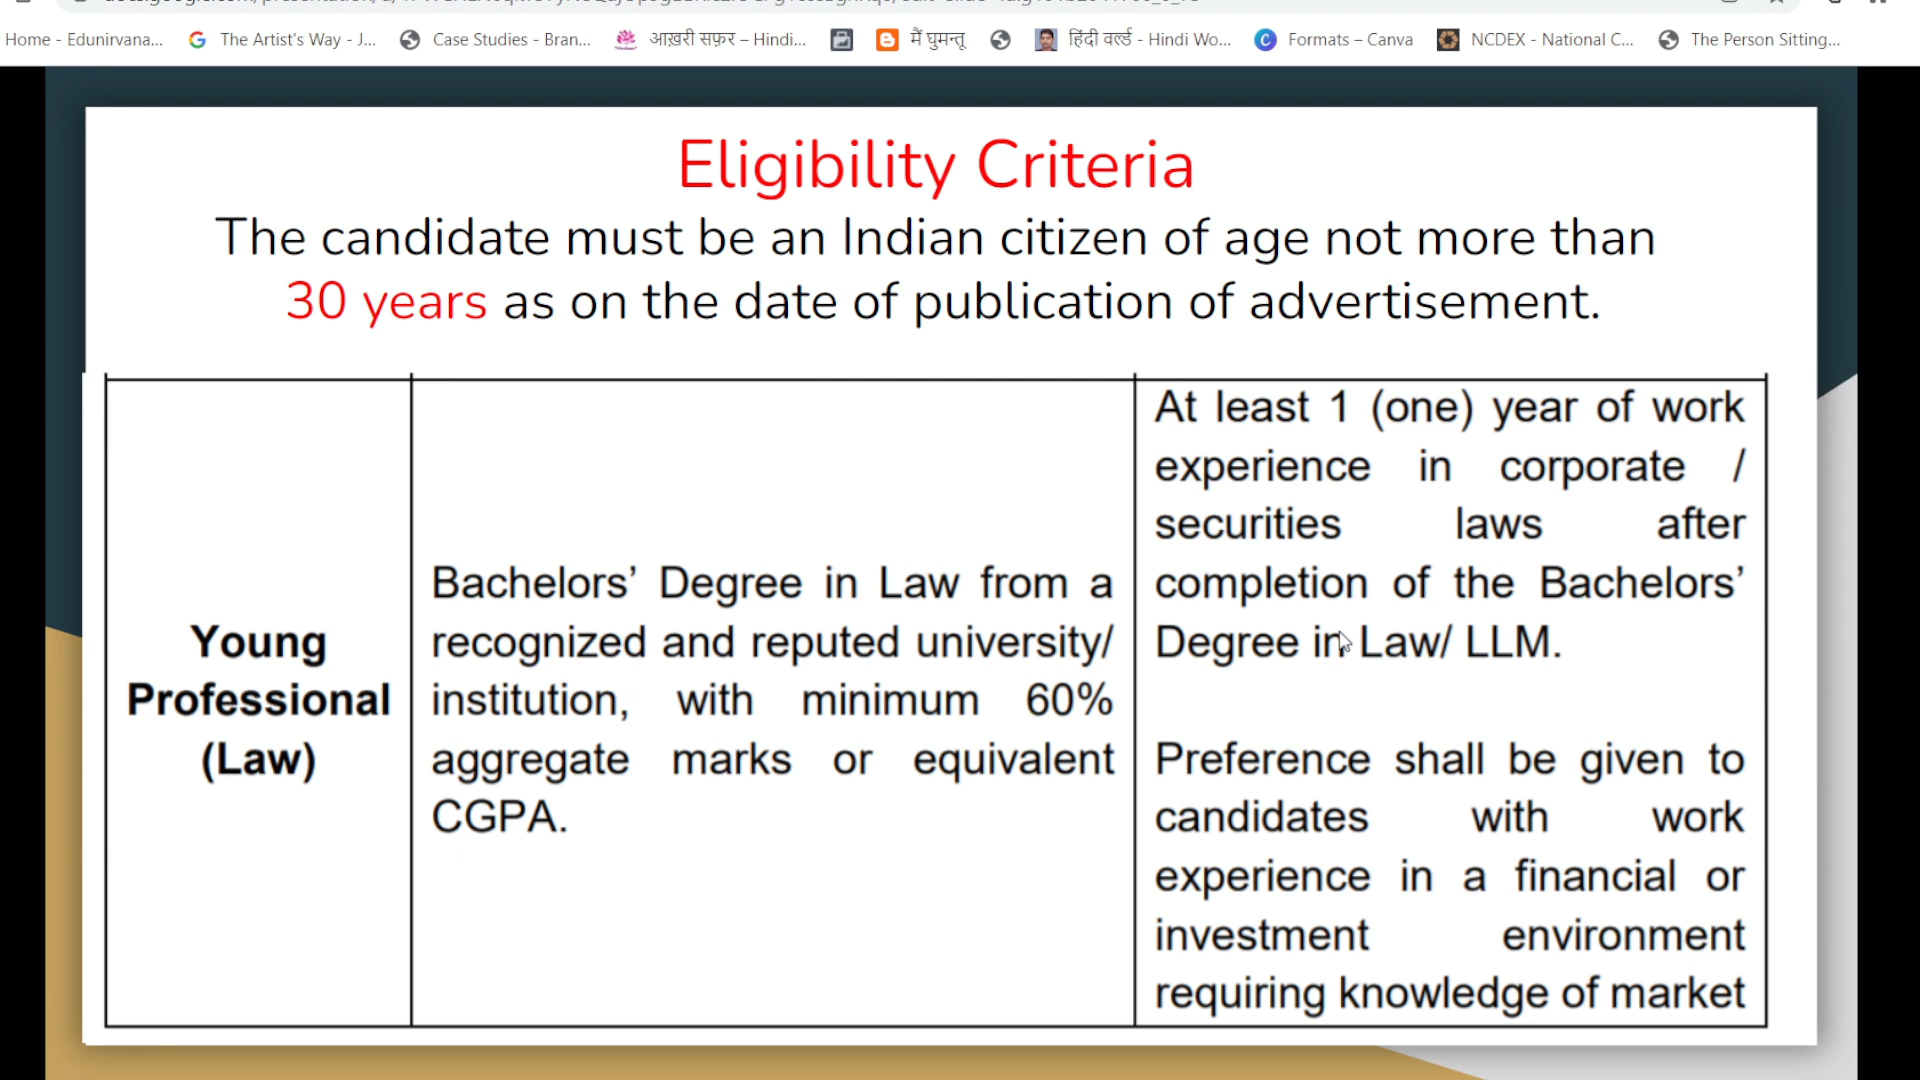 Home - Edunirvana... The Artist's Way - J... Case Studies - Bran... आख़री सफ़र – Hindi... मैं घुमन्तू हिंदी वर्ल्ड - Hindi Wo... Formats – Canva NCDEX - National C... The Person Sitting...
Eligibility Criteria
The candidate must be an Indian citizen of age not more than
30 years as on the date of publication of advertisement.
Young
Professional
(Law)
Bachelors’ Degree in Law from a
recognized and reputed university/
institution, with minimum 60%
aggregate marks or equivalent
CGPA.
At least 1 (one) year of work
experience in corporate /
securities laws after
completion of the Bachelors’
Degree in Law/ LLM.
Preference shall be given to
candidates with work
experience in a financial or
investment environment
requiring knowledge of market